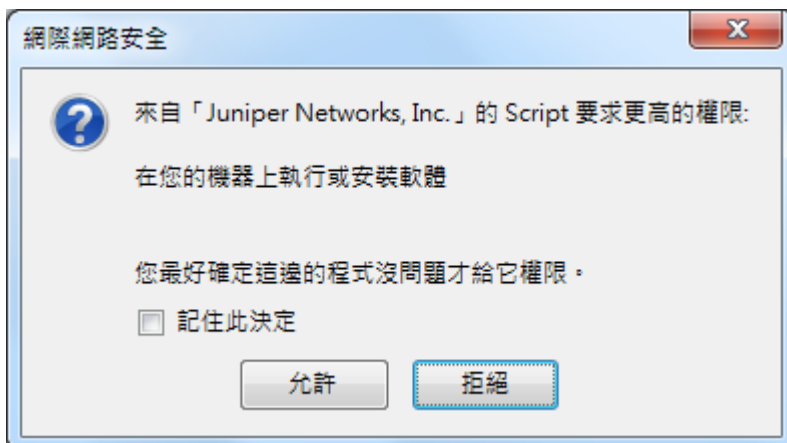 網際網路安全
來自「Juniper Networks, Inc.」的 Script 要求更高的權限:
在您的機器上執行或安裝軟體
您最好確定這邊的程式沒問題才給它權限。
記住此決定
允許
拒絕